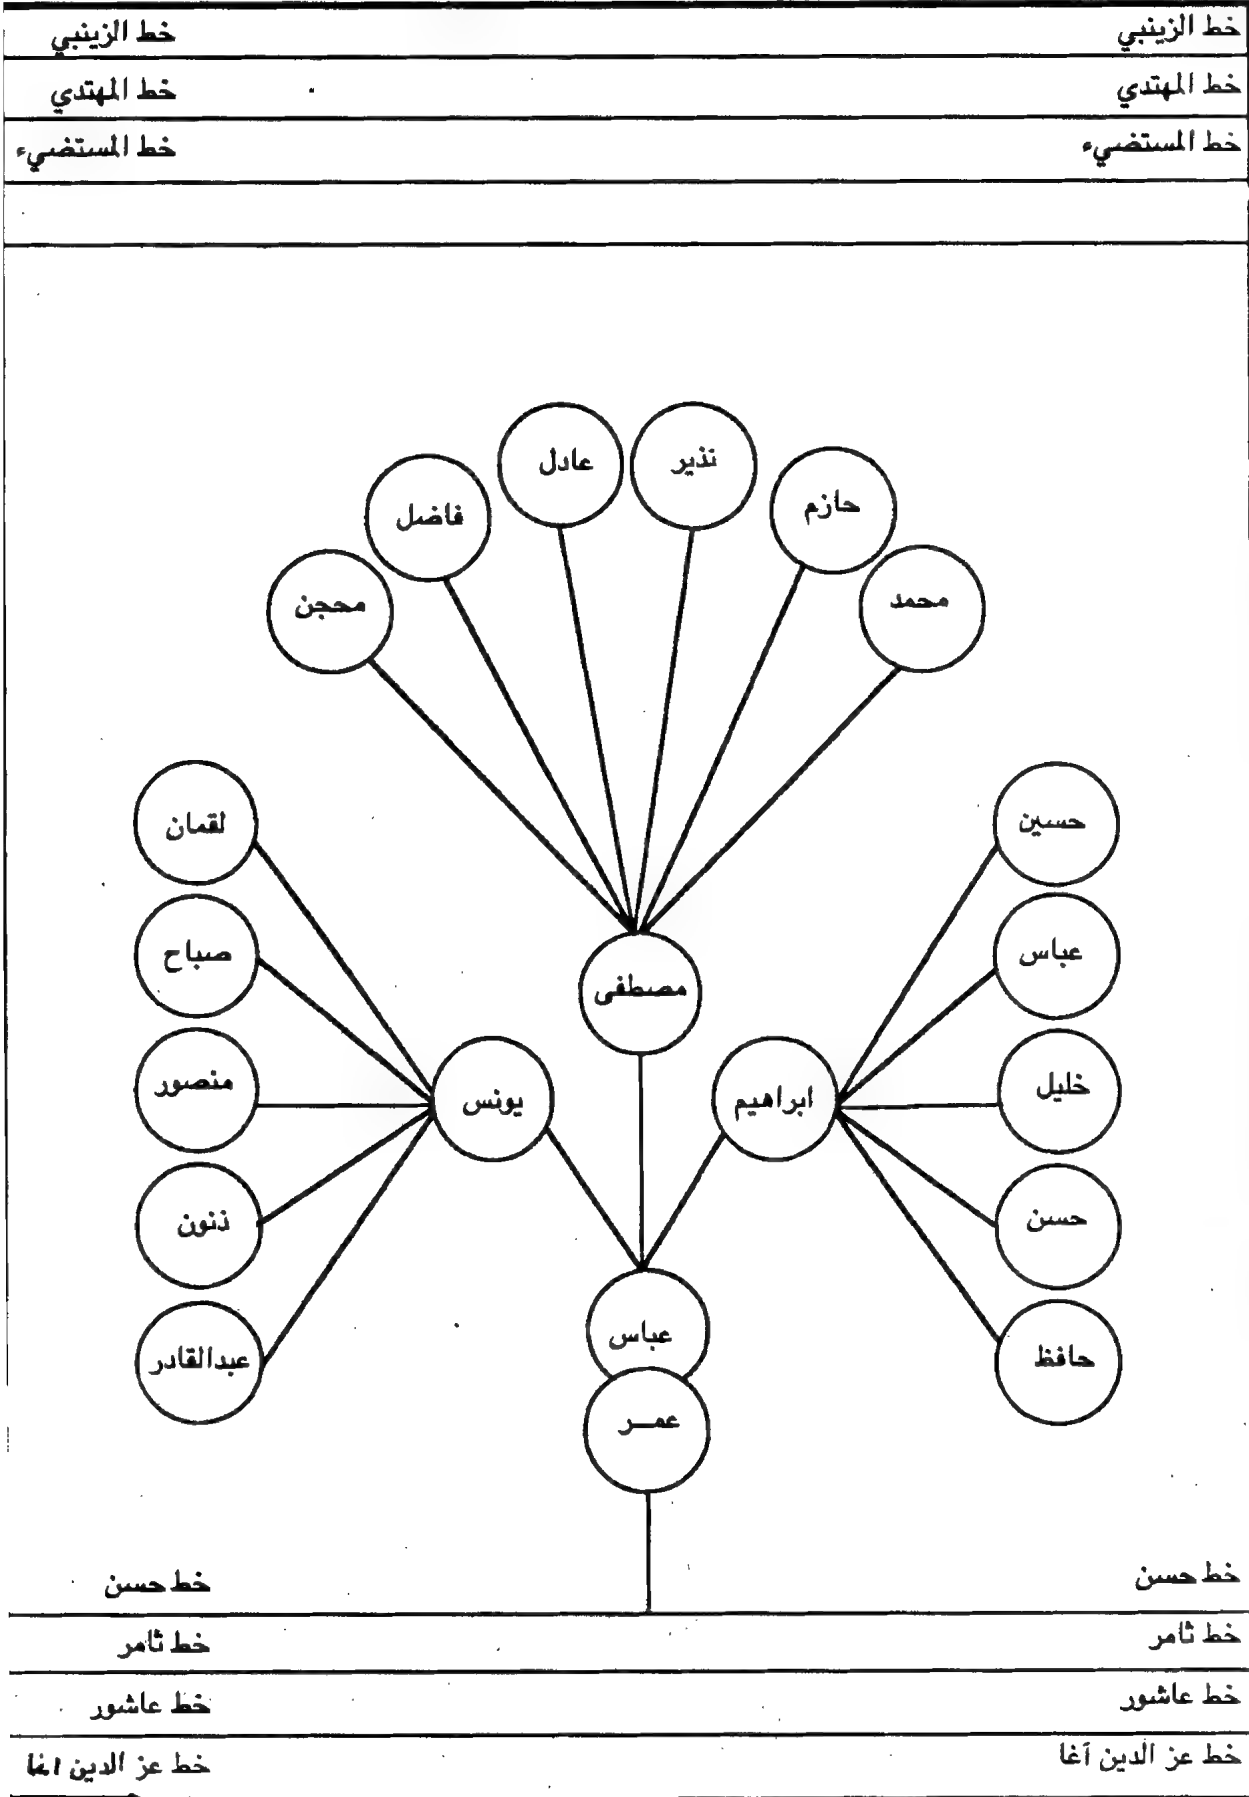 خط الزينبي خط الزينبي
خط المهتدي خط المهتدي
خط المستضيء خط المستضيء
نذير عادل
حازم فاضل
محمد محجن
حسين لقمان
عباس صباح
مصطفى
خليل منصور
ابراهيم يونس
حسن ذنون
عباس
حافظ عبدالقادر
عمــر
خط حسن خط حسن
خط ثامر خط ثامر
خط عاشور خط عاشور
خط عز الدين آغا خط عز الدين اغا